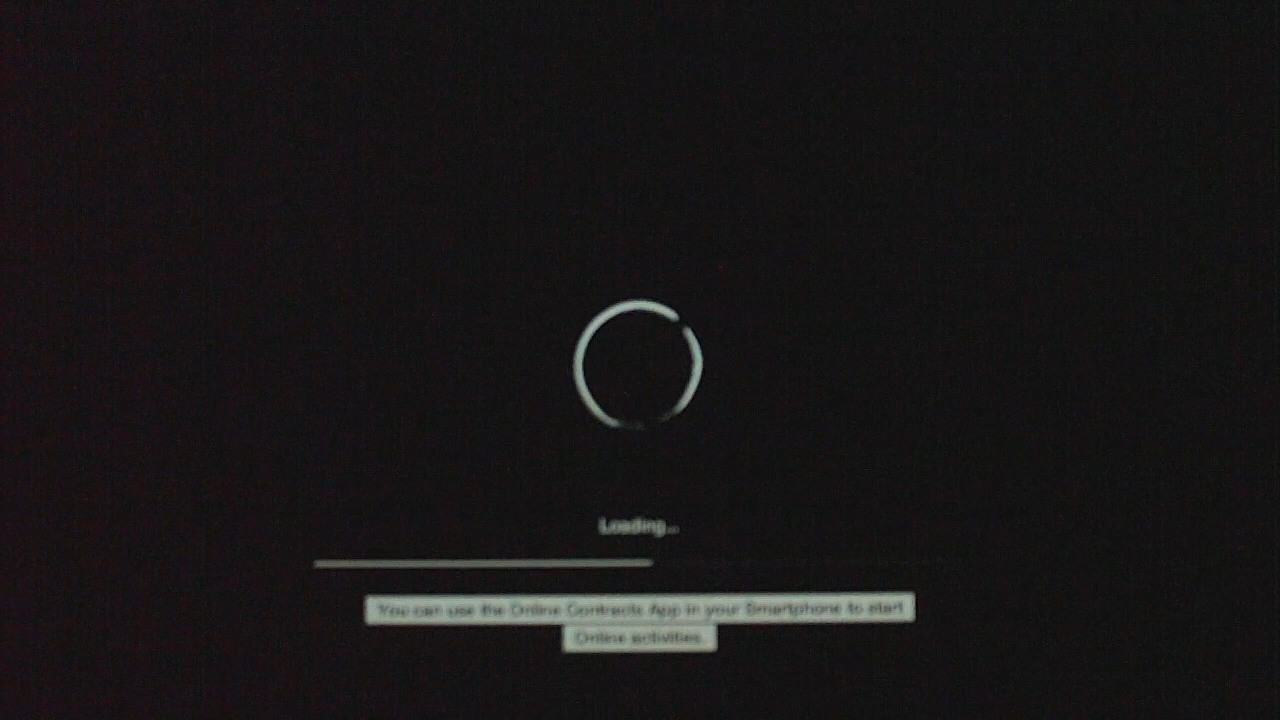 Loading...
You can use the Online Contracts App in your Smartphone to start
Online activities.